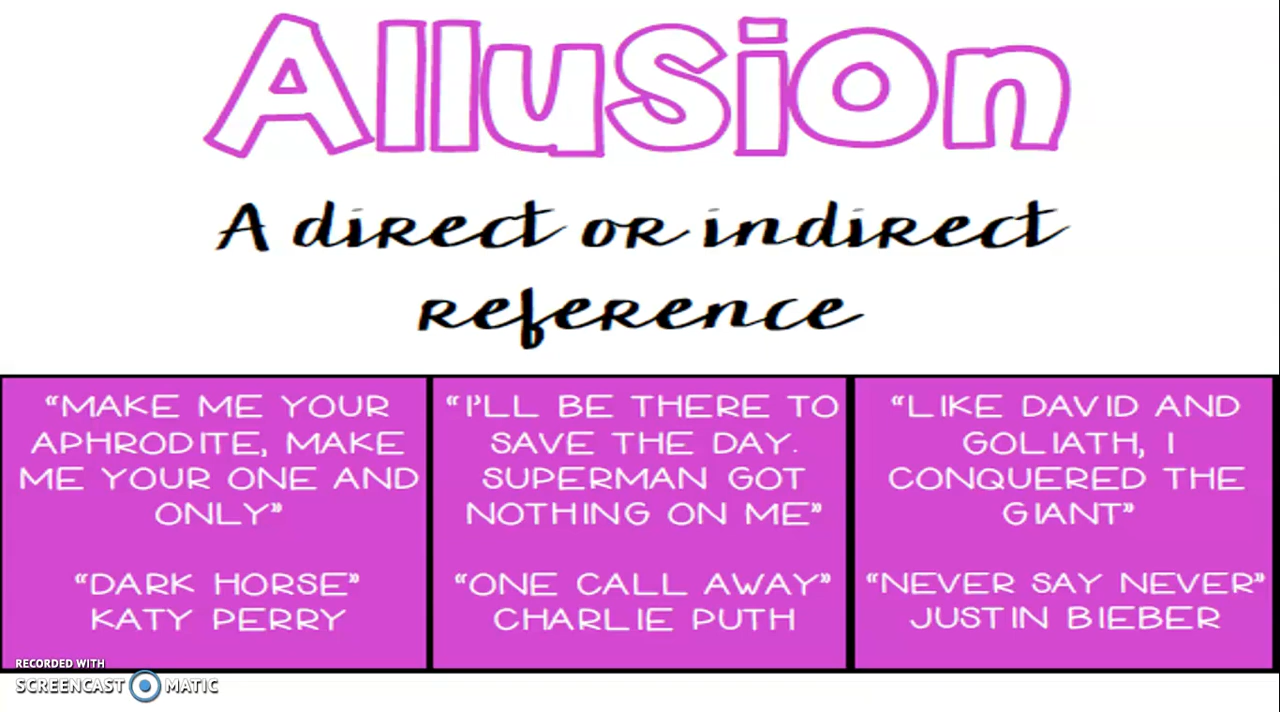 Allusion
A direct or indirect
reference
“MAKE ME YOUR
APHRODITE, MAKE
ME YOUR ONE AND
ONLY”
“DARK HORSE”
KATY PERRY
“I’LL BE THERE TO
SAVE THE DAY.
SUPERMAN GOT
NOTHING ON ME”
“ONE CALL AWAY”
CHARLIE PUTH
“LIKE DAVID AND
GOLIATH, I
CONQUERED THE
GIANT”
“NEVER SAY NEVER”
JUSTIN BIEBER
RECORDED WITH
SCREENCAST MATIC